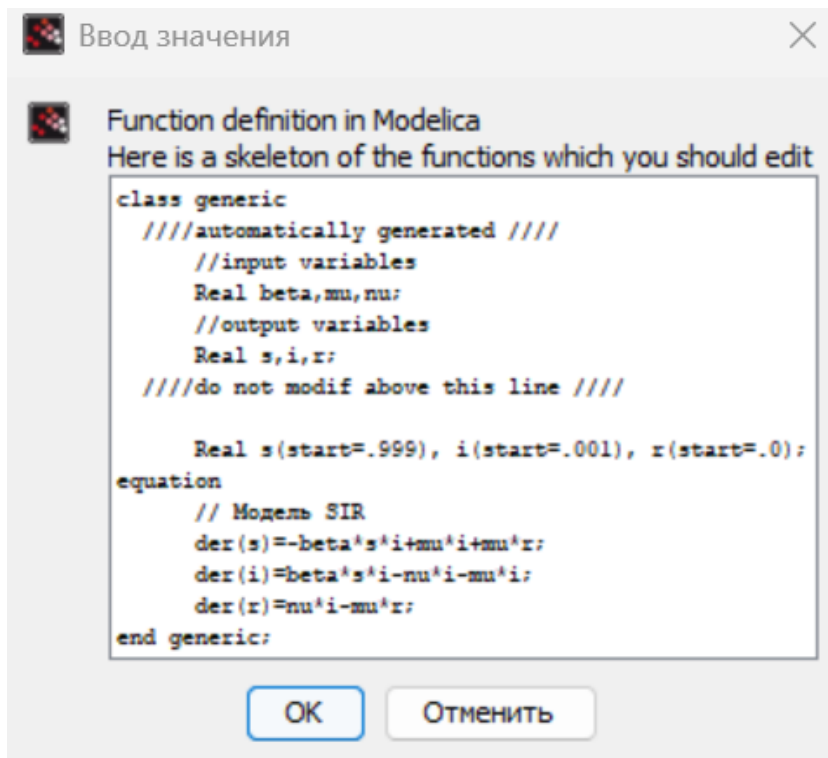 Ввод значения
Function definition in Modelica
Here is a skeleton of the functions which you should edit
class generic
////automatically generated ////
//input variables
Real beta,mu,nu;
//output variables
Real s,i,r;
////do not modif above this line ////
Real s(start=.999), i(start=.001), r(start=.0);
equation
// Модель SIR
der(s)=-beta*s*i+mu*i+mu*r;
der(i)=beta*s*i-nu*i-mu*i;
der(r)=nu*i-mu*r;
end generic;
OK
Отменить